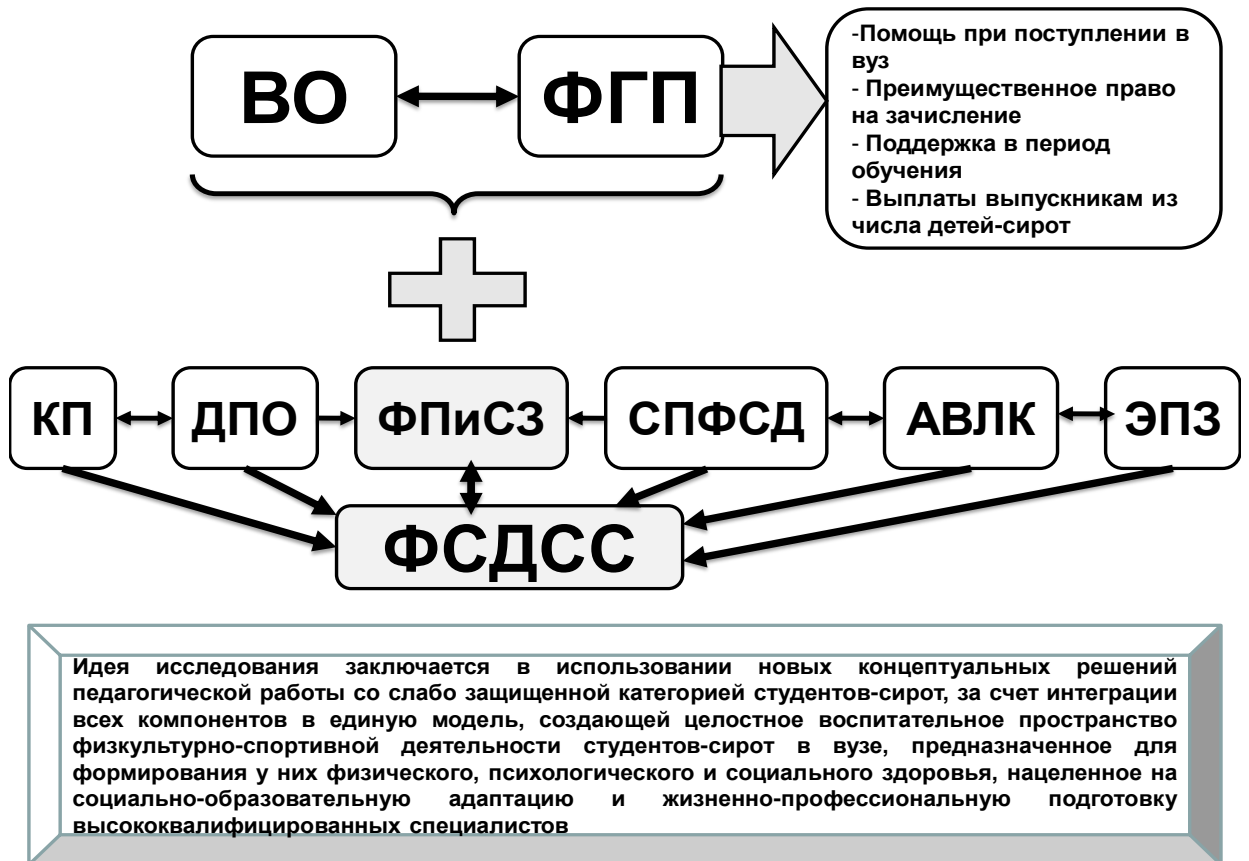 ВО
ФГП
-Помощь при поступлении в
вуз
- Преимущественное право
на зачисление
- Поддержка в период
обучения
- Выплаты выпускникам из
числа детей-сирот
КП
ДПО
ФПиСЗ
СПФСД
АВЛК
ЭПЗ
ФСДСС
Идея исследования заключается в использовании новых концептуальных решений
педагогической работы со слабо защищенной категорией студентов-сирот, за счет интеграции
всех компонентов в единую модель, создающей целостное воспитательное пространство
физкультурно-спортивной деятельности студентов-сирот в вузе, предназначенное для
формирования у них физического, психологического и социального здоровья, нацеленное на
социально-образовательную адаптацию и жизненно-профессиональную подготовку
высококвалифицированных специалистов